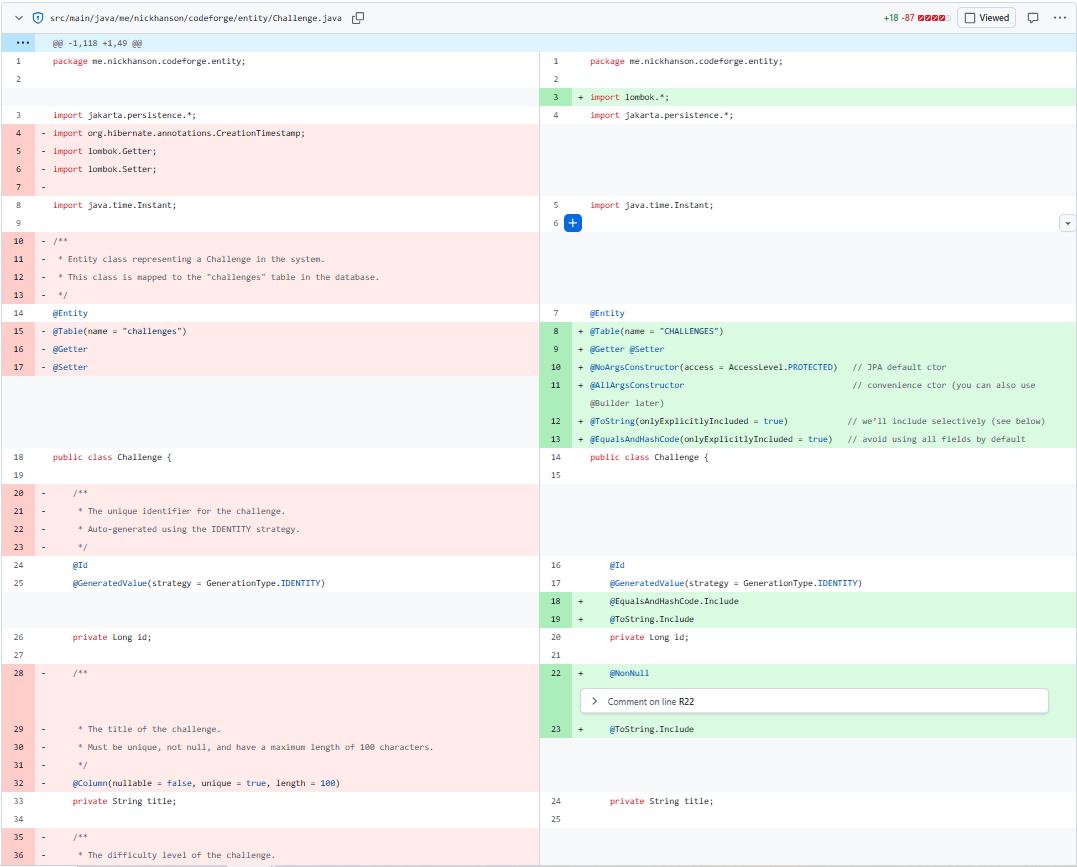 src/main/java/me/nickhanson/codeforge/entity/Challenge.java
+18 -87
Viewed
@@ -1,118 +1,49 @@
1 package me.nickhanson.codeforge.entity;
1 package me.nickhanson.codeforge.entity;
2
2
3 + import lombok.*;
3 import jakarta.persistence.*;
4 import jakarta.persistence.*;
4 - import org.hibernate.annotations.CreationTimestamp;
5 - import lombok.Getter;
6 - import lombok.Setter;
7 -
8 import java.time.Instant;
5 import java.time.Instant;
9
6
10 - /**
11 - * Entity class representing a Challenge in the system.
12 - * This class is mapped to the "challenges" table in the database.
13 - */
14 @Entity
7 @Entity
15 - @Table(name = "challenges")
8 + @Table(name = "CHALLENGES")
16 - @Getter
9 + @Getter @Setter
17 - @Setter
10 + @NoArgsConstructor(access = AccessLevel.PROTECTED) // JPA default ctor
11 + @AllArgsConstructor // convenience ctor (you can also use
@Builder later)
12 + @ToString(onlyExplicitlyIncluded = true) // we’ll include selectively (see below)
13 + @EqualsAndHashCode(onlyExplicitlyIncluded = true) // avoid using all fields by default
18 public class Challenge {
14 public class Challenge {
19
15
20 - /**
21 - * The unique identifier for the challenge.
22 - * Auto-generated using the IDENTITY strategy.
23 - */
24 @Id
16 @Id
25 @GeneratedValue(strategy = GenerationType.IDENTITY)
17 @GeneratedValue(strategy = GenerationType.IDENTITY)
18 + @EqualsAndHashCode.Include
19 + @ToString.Include
26 private Long id;
20 private Long id;
27
21
28 - /**
22 + @NonNull
Comment on line R22
29 - * The title of the challenge.
23 + @ToString.Include
30 - * Must be unique, not null, and have a maximum length of 100 characters.
31 - */
32 - @Column(nullable = false, unique = true, length = 100)
33 private String title;
24 private String title;
34
25
35 - /**
36 - * The difficulty level of the challenge.